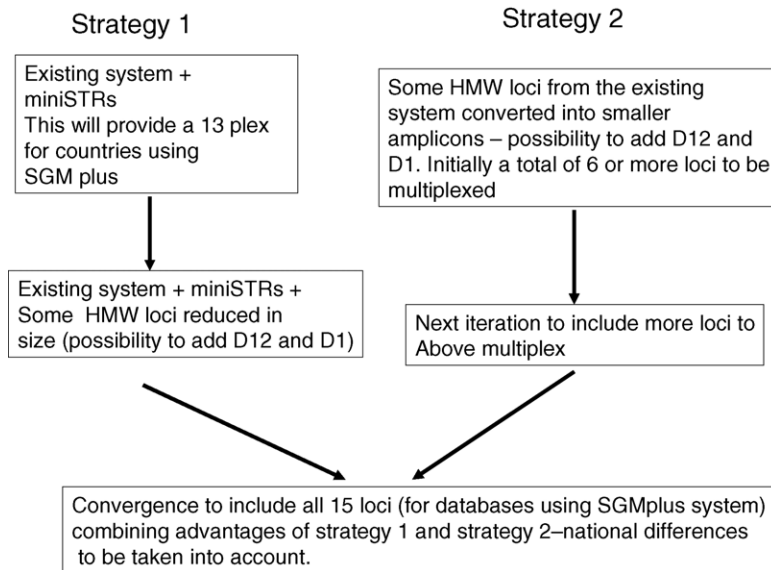 Strategy 1
Existing system +
miniSTRs
This will provide a 13 plex
for countries using
SGM plus
Existing system + miniSTRs +
Some HMW loci reduced in
size (possibility to add D12 and D1)
Strategy 2
Some HMW loci from the existing
system converted into smaller
amplicons – possibility to add D12 and
D1. Initially a total of 6 or more loci to be
multiplexed
Next iteration to include more loci to
Above multiplex
Convergence to include all 15 loci (for databases using SGMplus system)
combining advantages of strategy 1 and strategy 2–national differences
to be taken into account.